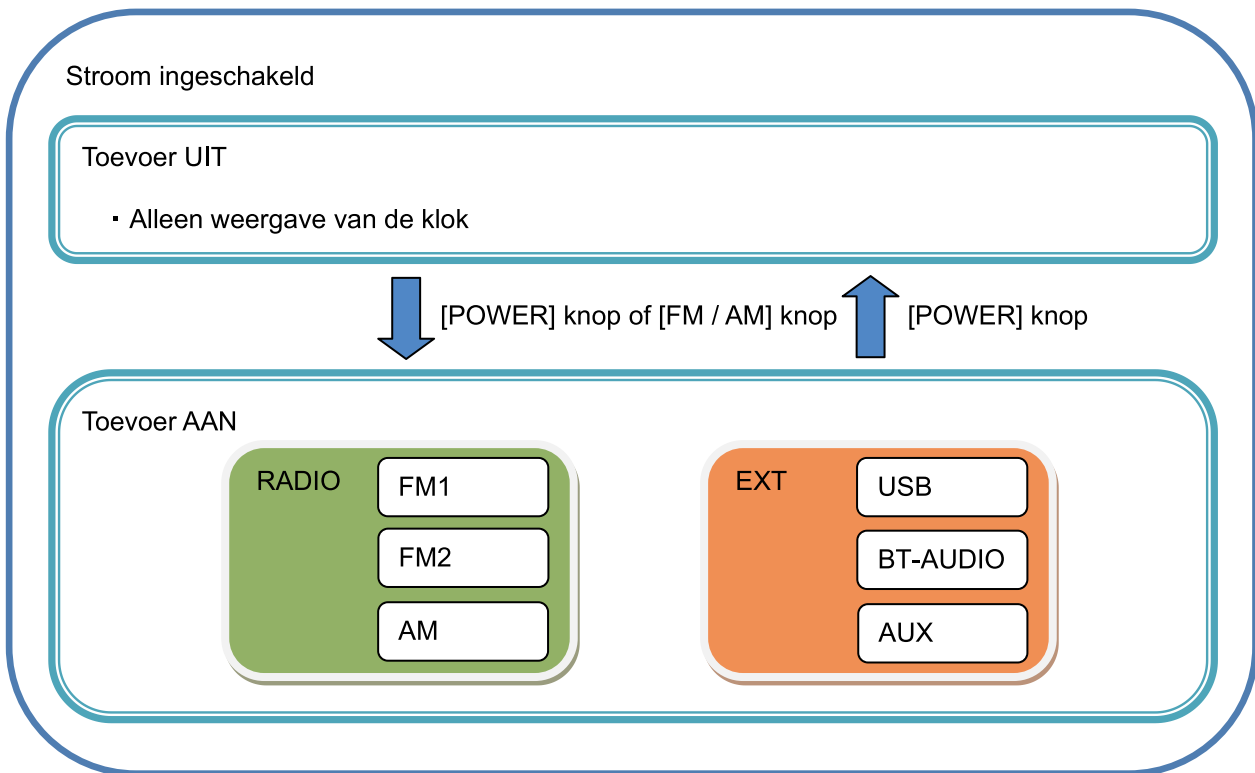 Stroom ingeschakeld
Toevoer UIT
・Alleen weergave van de klok
[POWER] knop of [FM / AM] knop
[POWER] knop
Toevoer AAN
RADIO
FM1
FM2
AM
EXT
USB
BT-AUDIO
AUX